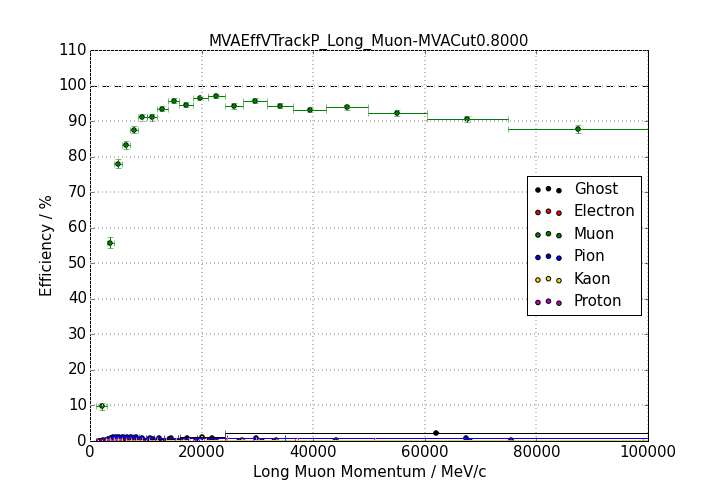 MVAEffVTrackP_Long_Muon-MVACut0.8000
Efficiency / %
110
100
90
80
70
60
50
40
30
20
10
0
Ghost
Electron
Muon
Pion
Kaon
Proton
0 20000 40000 60000 80000 100000
Long Muon Momentum / MeV/c